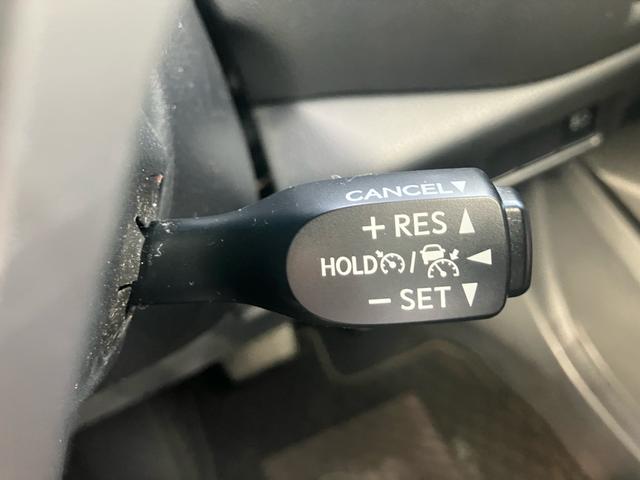 CANCEL▼
+ RES ▲
HOLD / ◀
− SET ▼